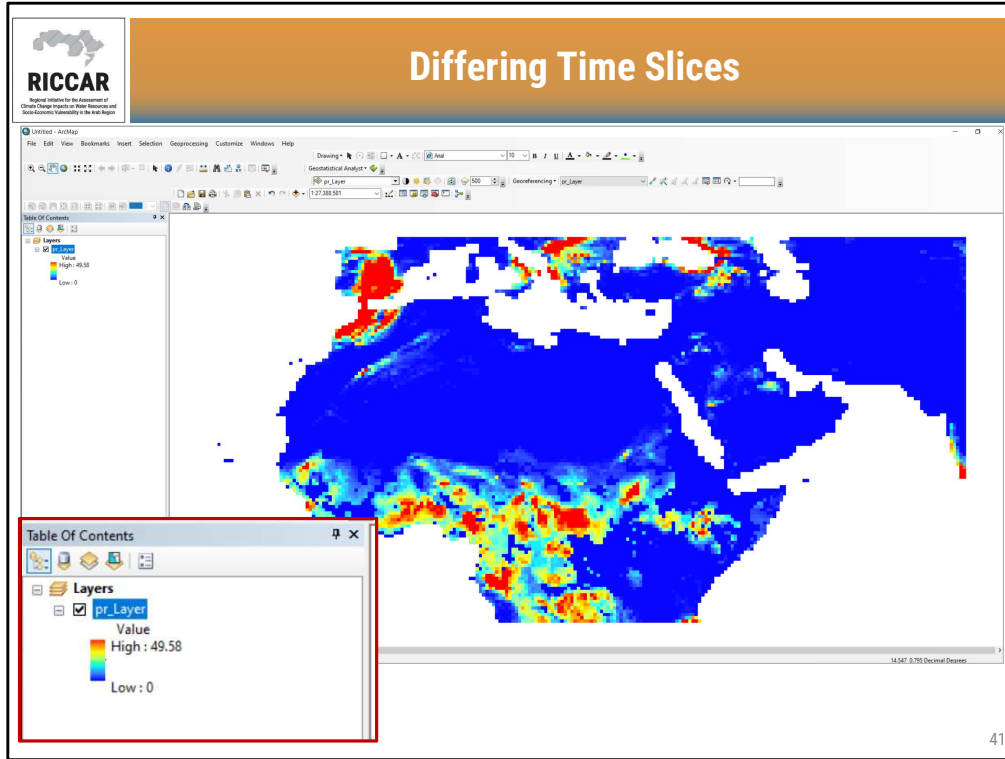 Differing Time Slices
RICCAR
Regional Initiative for the Assessment of
Climate Change Impacts on Water Resources and
Socio-Economic Vulnerability in the Arab Region
Untitled - ArcMap
File Edit View Bookmarks Insert Selection Geoprocessing Customize Windows Help
Drawing Arial 10 B I U A
Geostatistical Analyst
pr_Layer 500 Georeferencing pr_Layer
1:27,388,581
Table Of Contents
Layers
pr_Layer
Value
High : 49.58
Low : 0
Table Of Contents
Layers
pr_Layer
Value
High : 49.58
Low : 0
14.547 0.795 Decimal Degrees
41